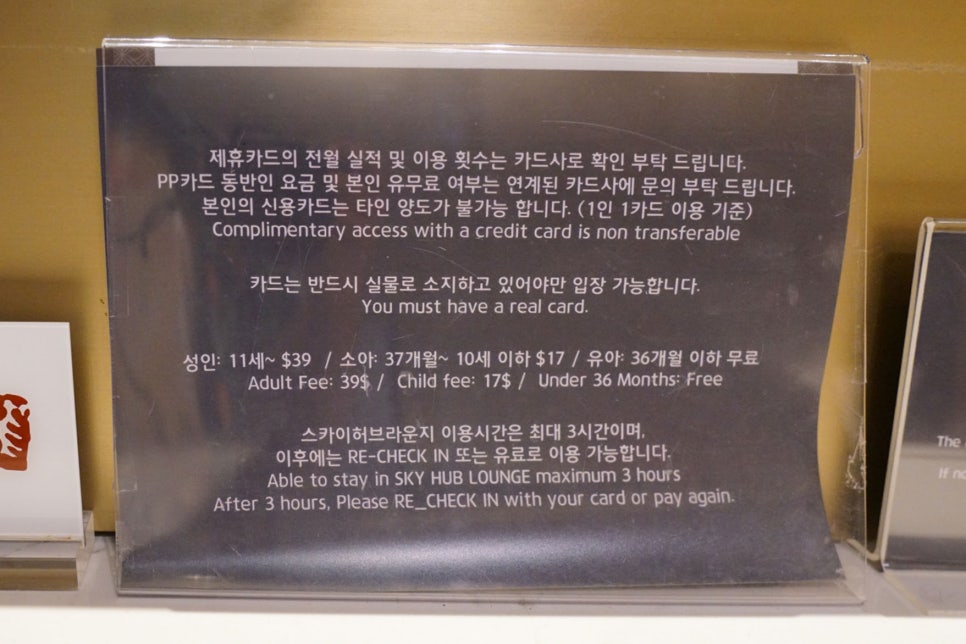 제휴카드의 전월 실적 및 이용 횟수는 카드사로 확인 부탁 드립니다.
PP카드 동반인 요금 및 본인 유무료 여부는 연계된 카드사에 문의 부탁 드립니다.
본인의 신용카드는 타인 양도가 불가능 합니다. (1인 1카드 이용 기준)
Complimentary access with a credit card is non transferable
카드는 반드시 실물로 소지하고 있어야만 입장 가능합니다.
You must have a real card.
성인: 11세~ $39 / 소아: 37개월~ 10세 이하 $17 / 유아: 36개월 이하 무료
Adult Fee: 39$ / Child fee: 17$ / Under 36 Months: Free
스카이허브라운지 이용시간은 최대 3시간이며,
이후에는 RE-CHECK IN 또는 유료로 이용 가능합니다.
Able to stay in SKY HUB LOUNGE maximum 3 hours
After 3 hours, Please RE_CHECK IN with your card or pay again.
The
If no